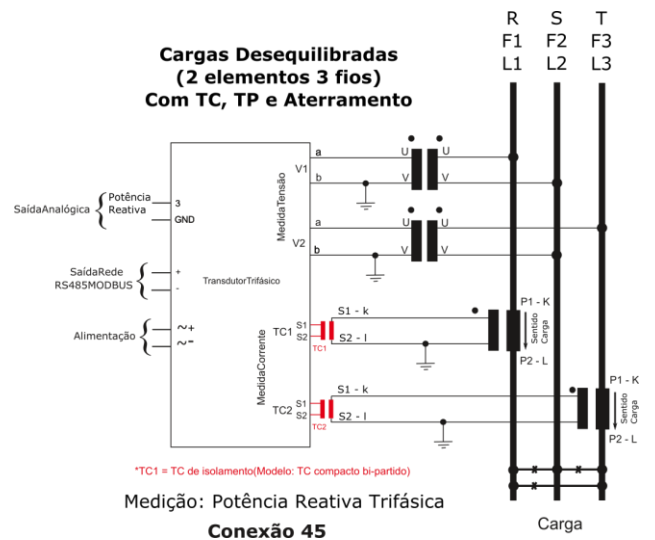 R S T
F1 F2 F3
L1 L2 L3
Cargas Desequilibradas
(2 elementos 3 fios)
Com TC, TP e Aterramento
a U U
V1
b V V
a U U
V2
b V V
MedidaTensão
SaídaAnalógica
Potência
Reativa
3
GND
SaídaRede
RS485MODBUS
+
-
TransdutorTrifásico
Alimentação
~+
~-
MedidaCorrente
TC1 S1
S2
TC1
S1 - k
S2 - l
P1 - K
Sentido
Carga
P2 - L
TC2 S1
S2
TC2
S1 - k
S2 - l
P1 - K
Sentido
Carga
P2 - L
*TC1 = TC de isolamento(Modelo: TC compacto bi-partido)
Medição: Potência Reativa Trifásica
Conexão 45
Carga